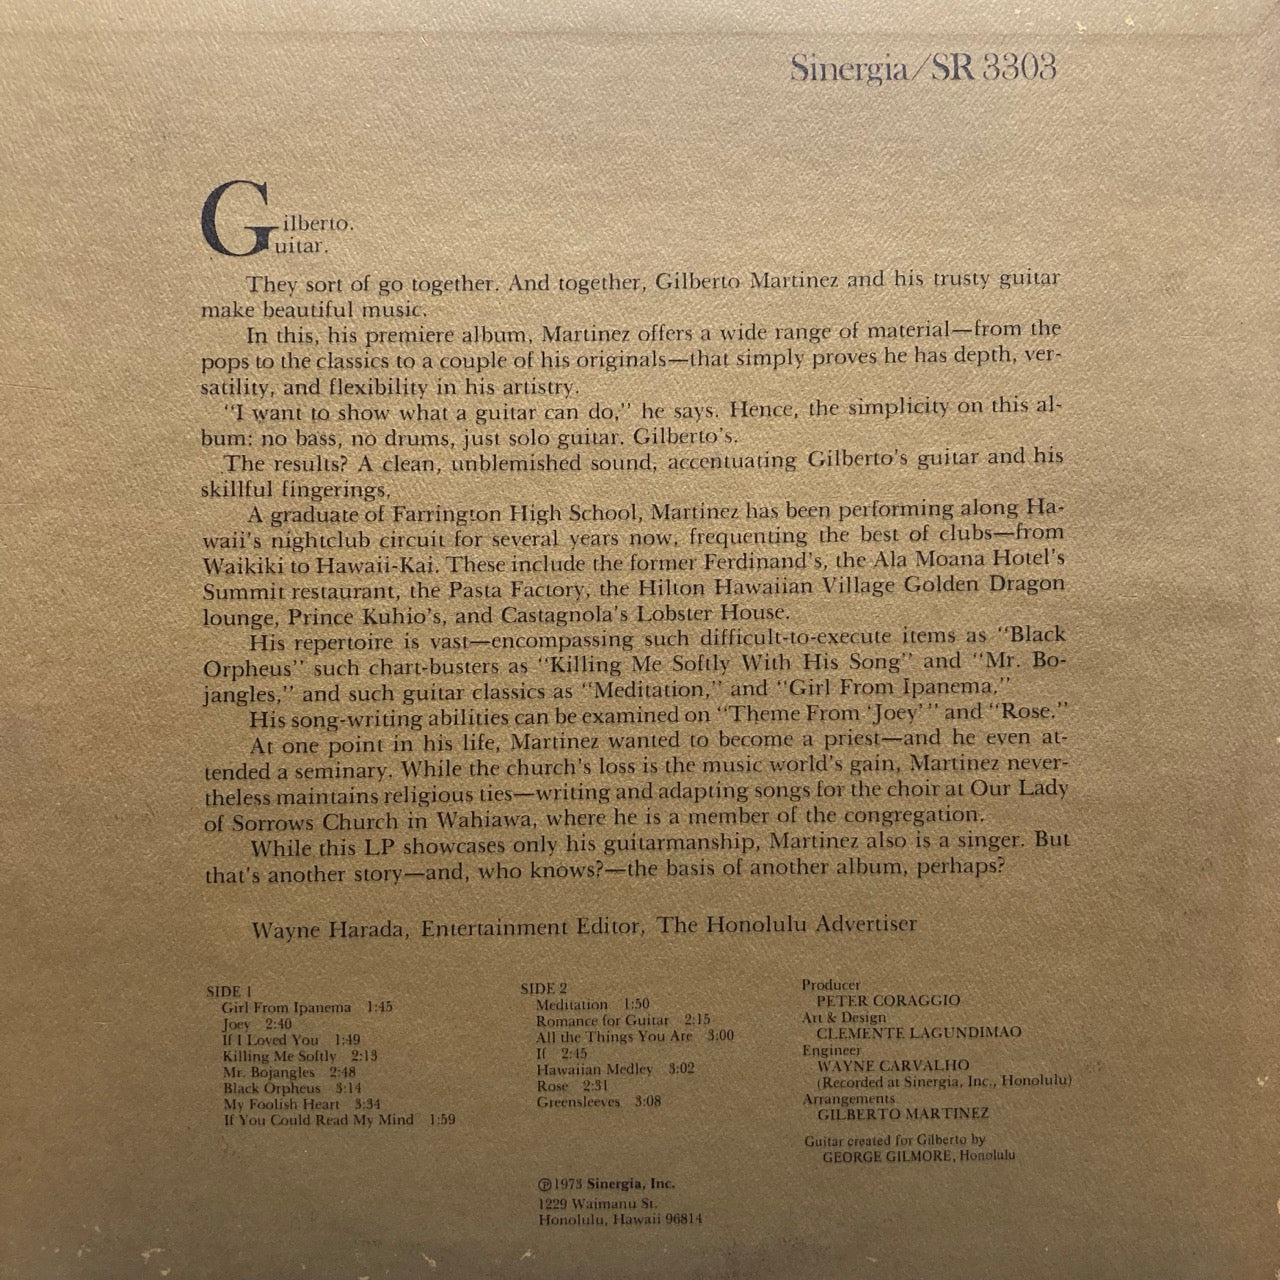 Sinergia/SR 3303
Gilberto.
Guitar.
They sort of go together. And together, Gilberto Martinez and his trusty guitar
make beautiful music.
In this, his premiere album, Martinez offers a wide range of material—from the
pops to the classics to a couple of his originals—that simply proves he has depth, ver-
satility, and flexibility in his artistry.
"I want to show what a guitar can do," he says. Hence, the simplicity on this al-
bum: no bass, no drums, just solo guitar. Gilberto's.
The results? A clean, unblemished sound, accentuating Gilberto's guitar and his
skillful fingerings.
A graduate of Farrington High School, Martinez has been performing along Ha-
waii's nightclub circuit for several years now, frequenting the best of clubs—from
Waikiki to Hawaii-Kai. These include the former Ferdinand's, the Ala Moana Hotel's
Summit restaurant, the Pasta Factory, the Hilton Hawaiian Village Golden Dragon
lounge, Prince Kuhio's, and Castagnola's Lobster House.
His repertoire is vast—encompassing such difficult-to-execute items as "Black
Orpheus" such chart-busters as "Killing Me Softly With His Song" and "Mr. Bo-
jangles," and such guitar classics as "Meditation," and "Girl From Ipanema."
His song-writing abilities can be examined on "Theme From 'Joey'" and "Rose."
At one point in his life, Martinez wanted to become a priest—and he even at-
tended a seminary. While the church's loss is the music world's gain, Martinez never-
theless maintains religious ties—writing and adapting songs for the choir at Our Lady
of Sorrows Church in Wahiawa, where he is a member of the congregation.
While this LP showcases only his guitarmanship, Martinez also is a singer. But
that's another story—and, who knows?—the basis of another album, perhaps?
Wayne Harada, Entertainment Editor, The Honolulu Advertiser
SIDE 1
Girl From Ipanema 1:45
Joey 2:40
If I Loved You 1:49
Killing Me Softly 2:13
Mr. Bojangles 2:48
Black Orpheus 3:14
My Foolish Heart 3:34
If You Could Read My Mind 1:59
SIDE 2
Meditation 1:50
Romance for Guitar 2:15
All the Things You Are 3:00
If 2:45
Hawaiian Medley 3:02
Rose 2:31
Greensleeves 3:08
Producer
PETER CORAGGIO
Art & Design
CLEMENTE LAGUNDIMAO
Engineer
WAYNE CARVALHO
(Recorded at Sinergia, Inc., Honolulu)
Arrangements
GILBERTO MARTINEZ
Guitar created for Gilberto by
GEORGE GILMORE, Honolulu
℗1973 Sinergia, Inc.
1229 Waimanu St.
Honolulu, Hawaii 96814